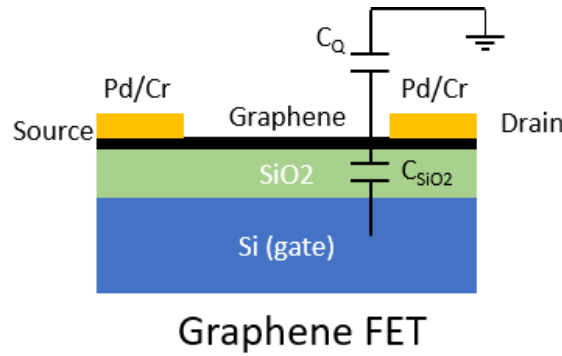 C_Q
Pd/Cr
Pd/Cr
Graphene
Source
Drain
SiO2
C_SiO2
Si (gate)
Graphene FET